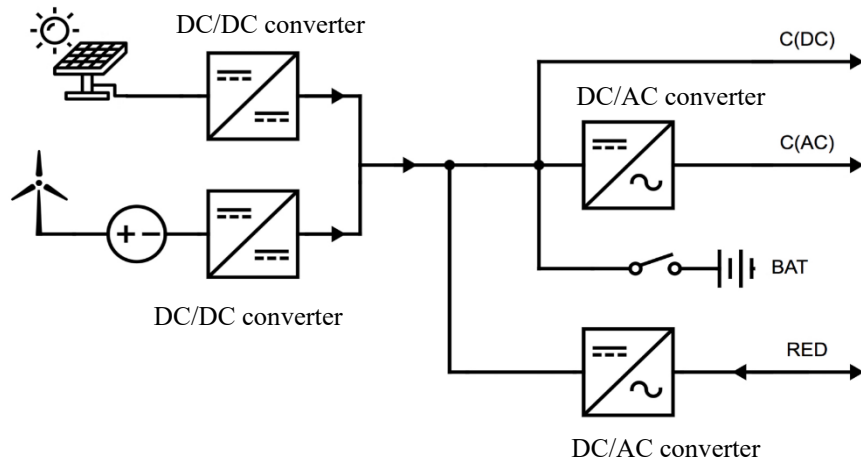 DC/DC converter
C(DC)
DC/AC converter
C(AC)
DC/DC converter
BAT
RED
DC/AC converter